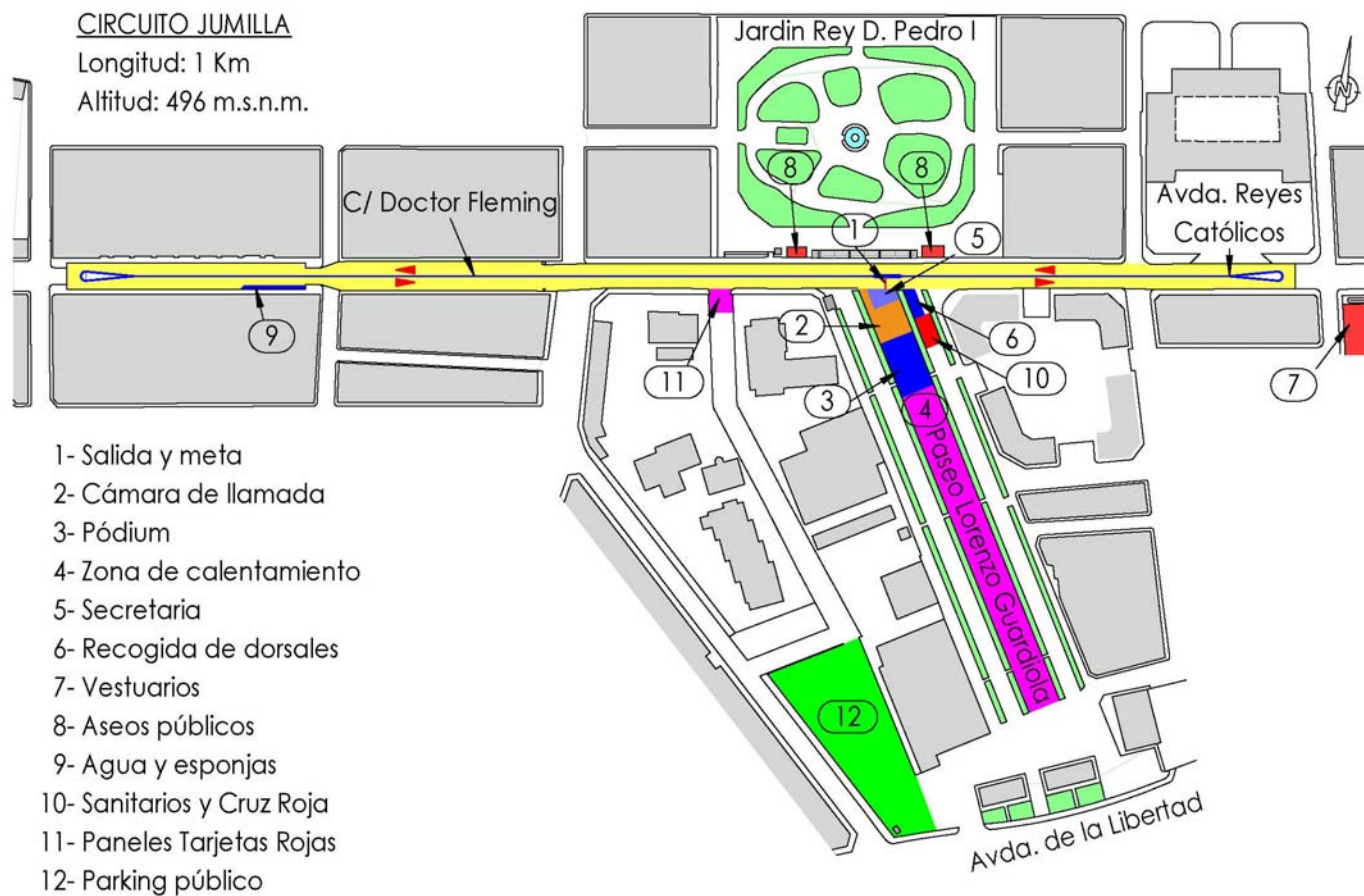 CIRCUITO JUMILLA
Longitud: 1 Km
Altitud: 496 m.s.n.m.
Jardin Rey D. Pedro I
N
8
8
C/ Doctor Fleming
1
5
Avda. Reyes
Católicos
9
11
2
3
4
6
10
7
Paseo Lorenzo Guardiola
12
Avda. de la Libertad
1- Salida y meta
2- Cámara de llamada
3- Pódium
4- Zona de calentamiento
5- Secretaria
6- Recogida de dorsales
7- Vestuarios
8- Aseos públicos
9- Agua y esponjas
10- Sanitarios y Cruz Roja
11- Paneles Tarjetas Rojas
12- Parking público